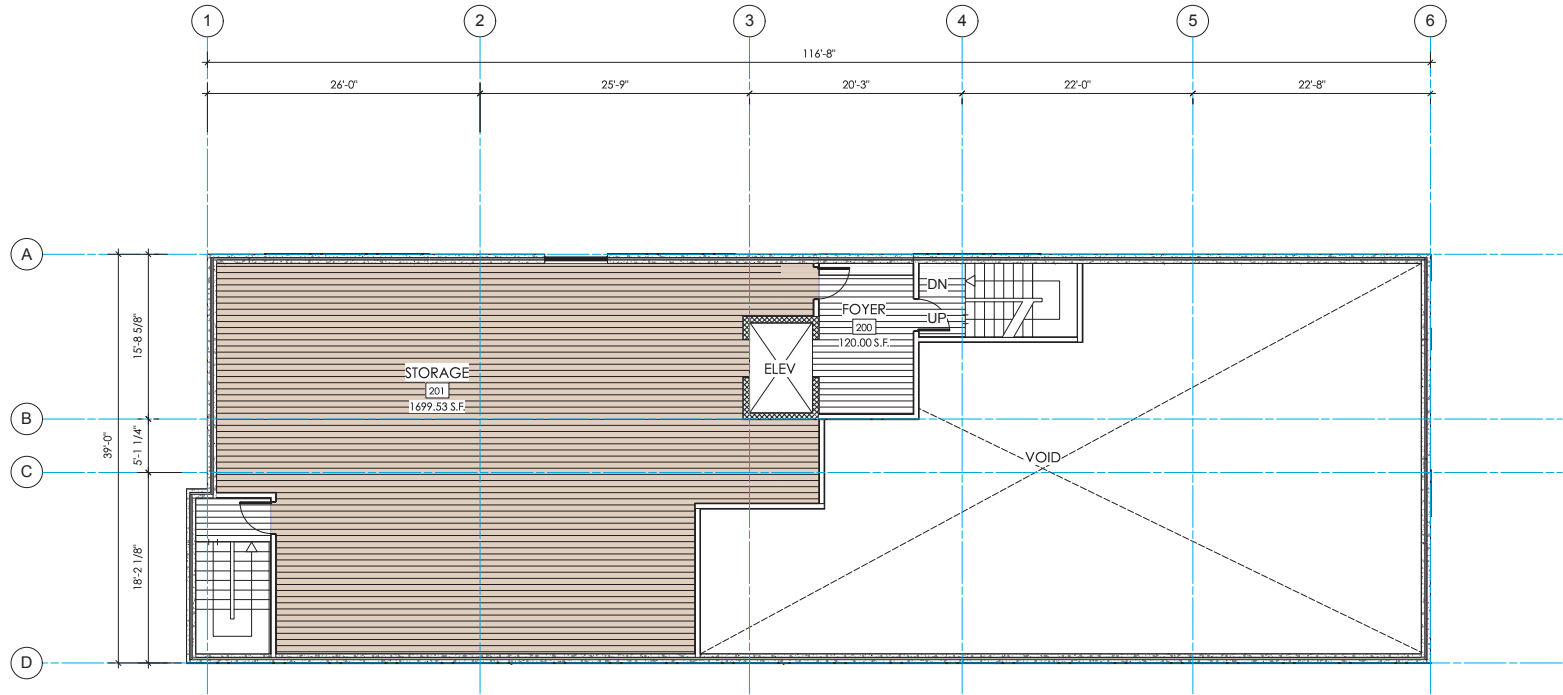 1 2 3 4 5 6
116'-8"
26'-0" 25'-9" 20'-3" 22'-0" 22'-8"
A
DN
FOYER
UP
200
120.00 S.F.
15'-8 5/8"
ELEV
STORAGE
201
1699.53 S.F.
B
39'-0"
5'-1 1/4"
VOID
C
18'-2 1/8"
D